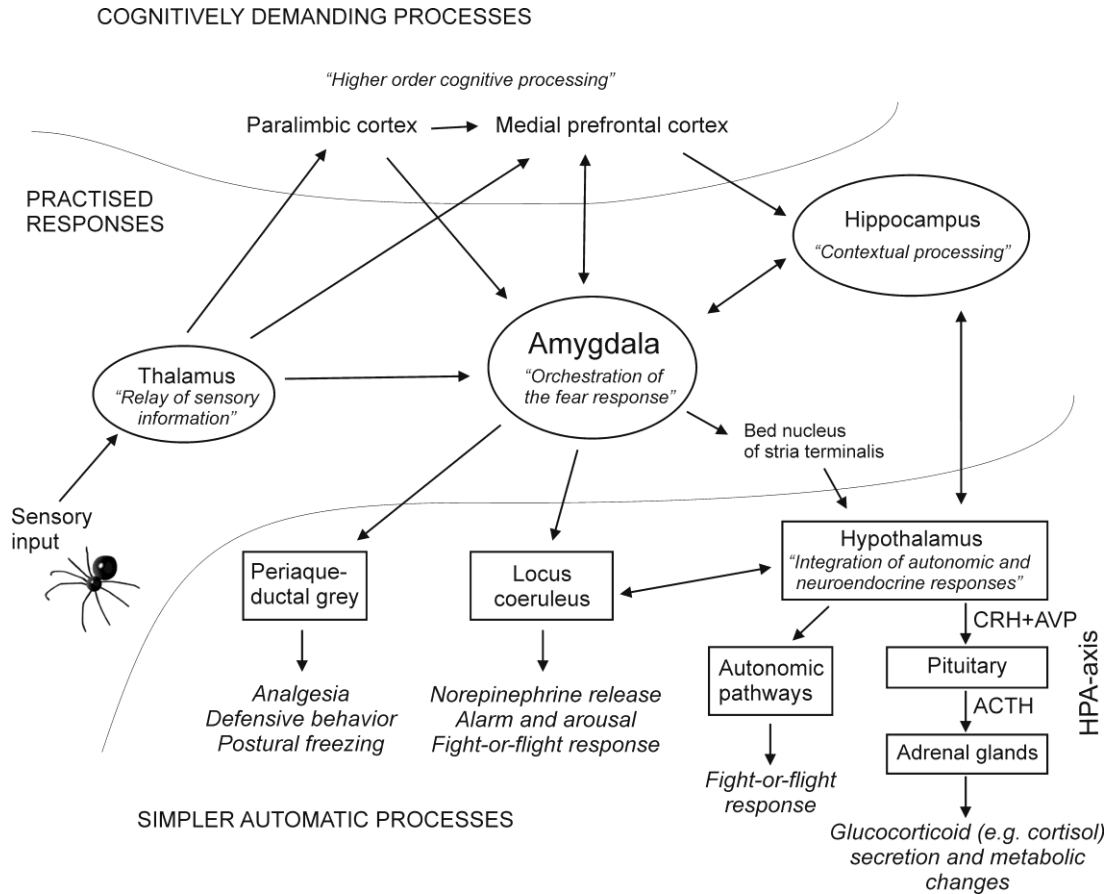 COGNITIVELY DEMANDING PROCESSES
“Higher order cognitive processing”
Paralimbic cortex
Medial prefrontal cortex
PRACTISED
RESPONSES
Hippocampus
“Contextual processing”
Amygdala
“Orchestration of
the fear response”
Thalamus
“Relay of sensory
information”
Bed nucleus
of stria terminalis
Sensory
input
Periaque-
ductal grey
Locus
coeruleus
Hypothalamus
“Integration of autonomic and
neuroendocrine responses”
CRH+AVP
Autonomic
pathways
Pituitary
ACTH
Adrenal glands
HPA-axis
Analgesia
Defensive behavior
Postural freezing
Norepinephrine release
Alarm and arousal
Fight-or-flight response
Fight-or-flight
response
Glucocorticoid (e.g. cortisol)
secretion and metabolic
changes
SIMPLER AUTOMATIC PROCESSES